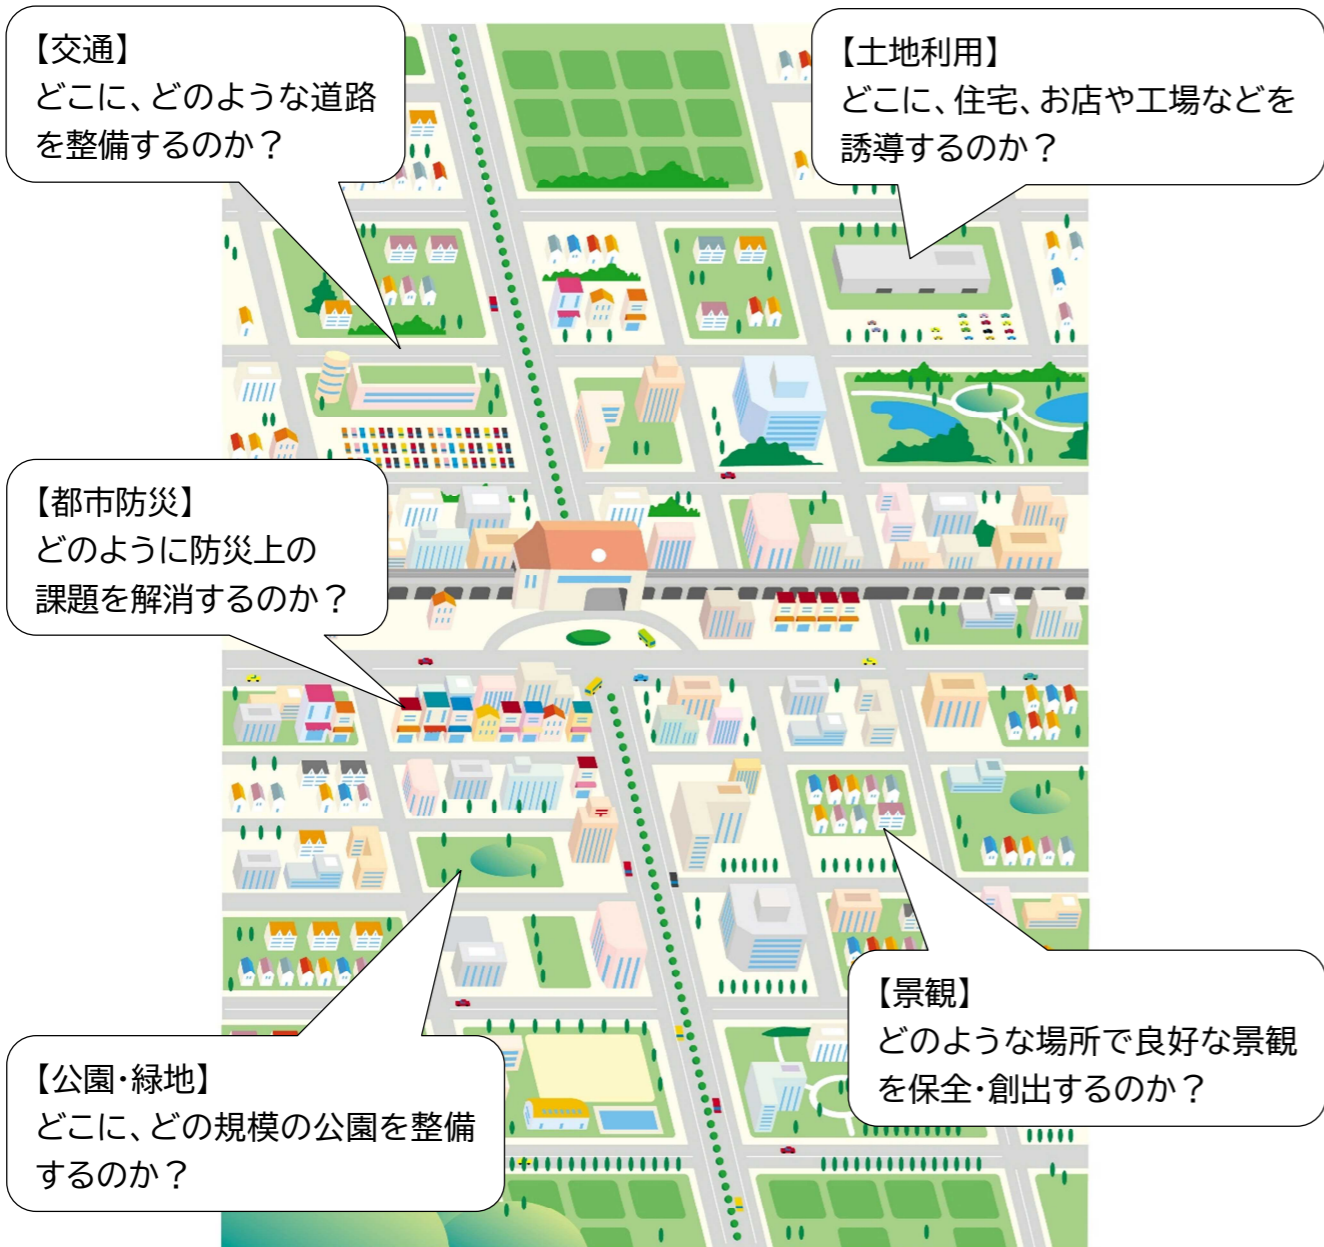 【交通】
どこに、どのような道路
を整備するのか？
【土地利用】
どこに、住宅、お店や工場などを
誘導するのか？
【都市防災】
どのように防災上の
課題を解消するのか？
【公園・緑地】
どこに、どの規模の公園を整備
するのか？
【景観】
どのような場所で良好な景観
を保全・創出するのか？